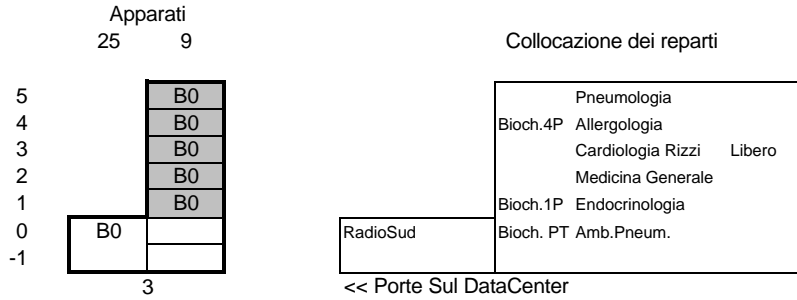 Apparati
25 9 Collocazione dei reparti
5 B0 Pneumologia
4 B0 Bioch.4P Allergologia
3 B0 Cardiologia Rizzi Libero
2 B0 Medicina Generale
1 B0 Bioch.1P Endocrinologia
0 B0 RadioSud Bioch. PT Amb.Pneum.
-1
3 << Porte Sul DataCenter